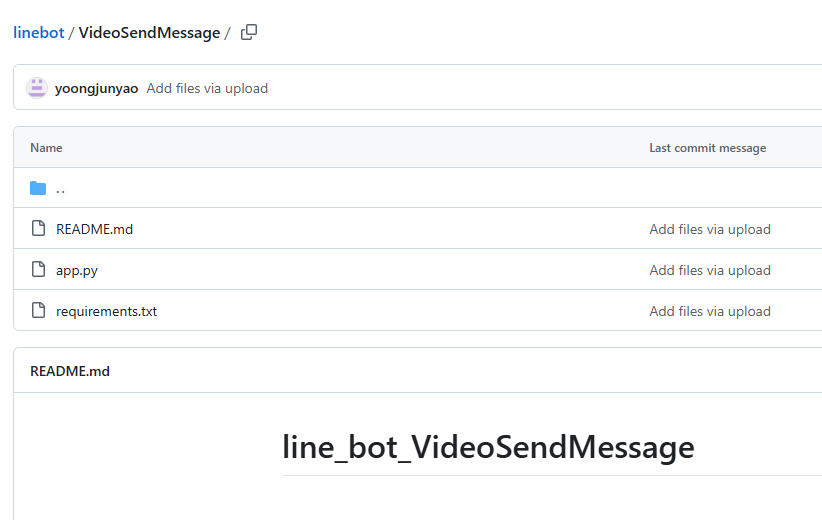 linebot / VideoSendMessage /
yoongjunyao Add files via upload
Name Last commit message
..
README.md Add files via upload
app.py Add files via upload
requirements.txt Add files via upload
README.md
line_bot_VideoSendMessage